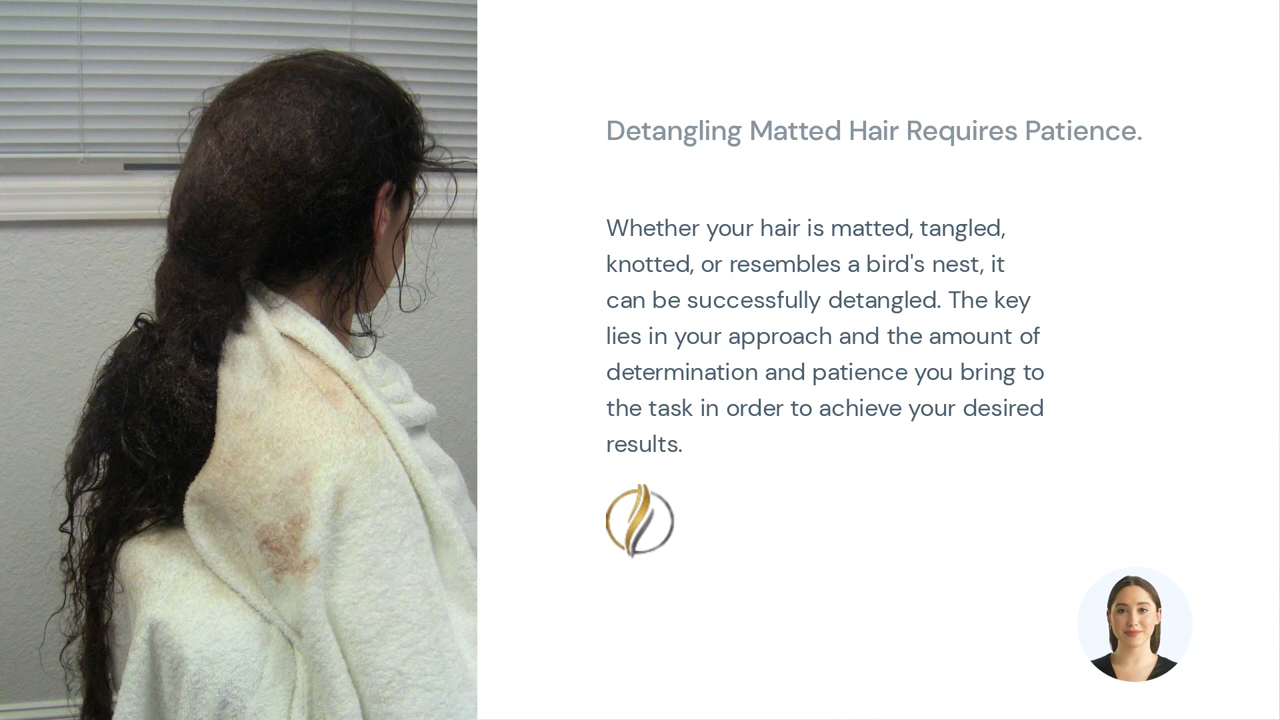 Detangling Matted Hair Requires Patience.
Whether your hair is matted, tangled,
knotted, or resembles a bird's nest, it
can be successfully detangled. The key
lies in your approach and the amount of
determination and patience you bring to
the task in order to achieve your desired
results.